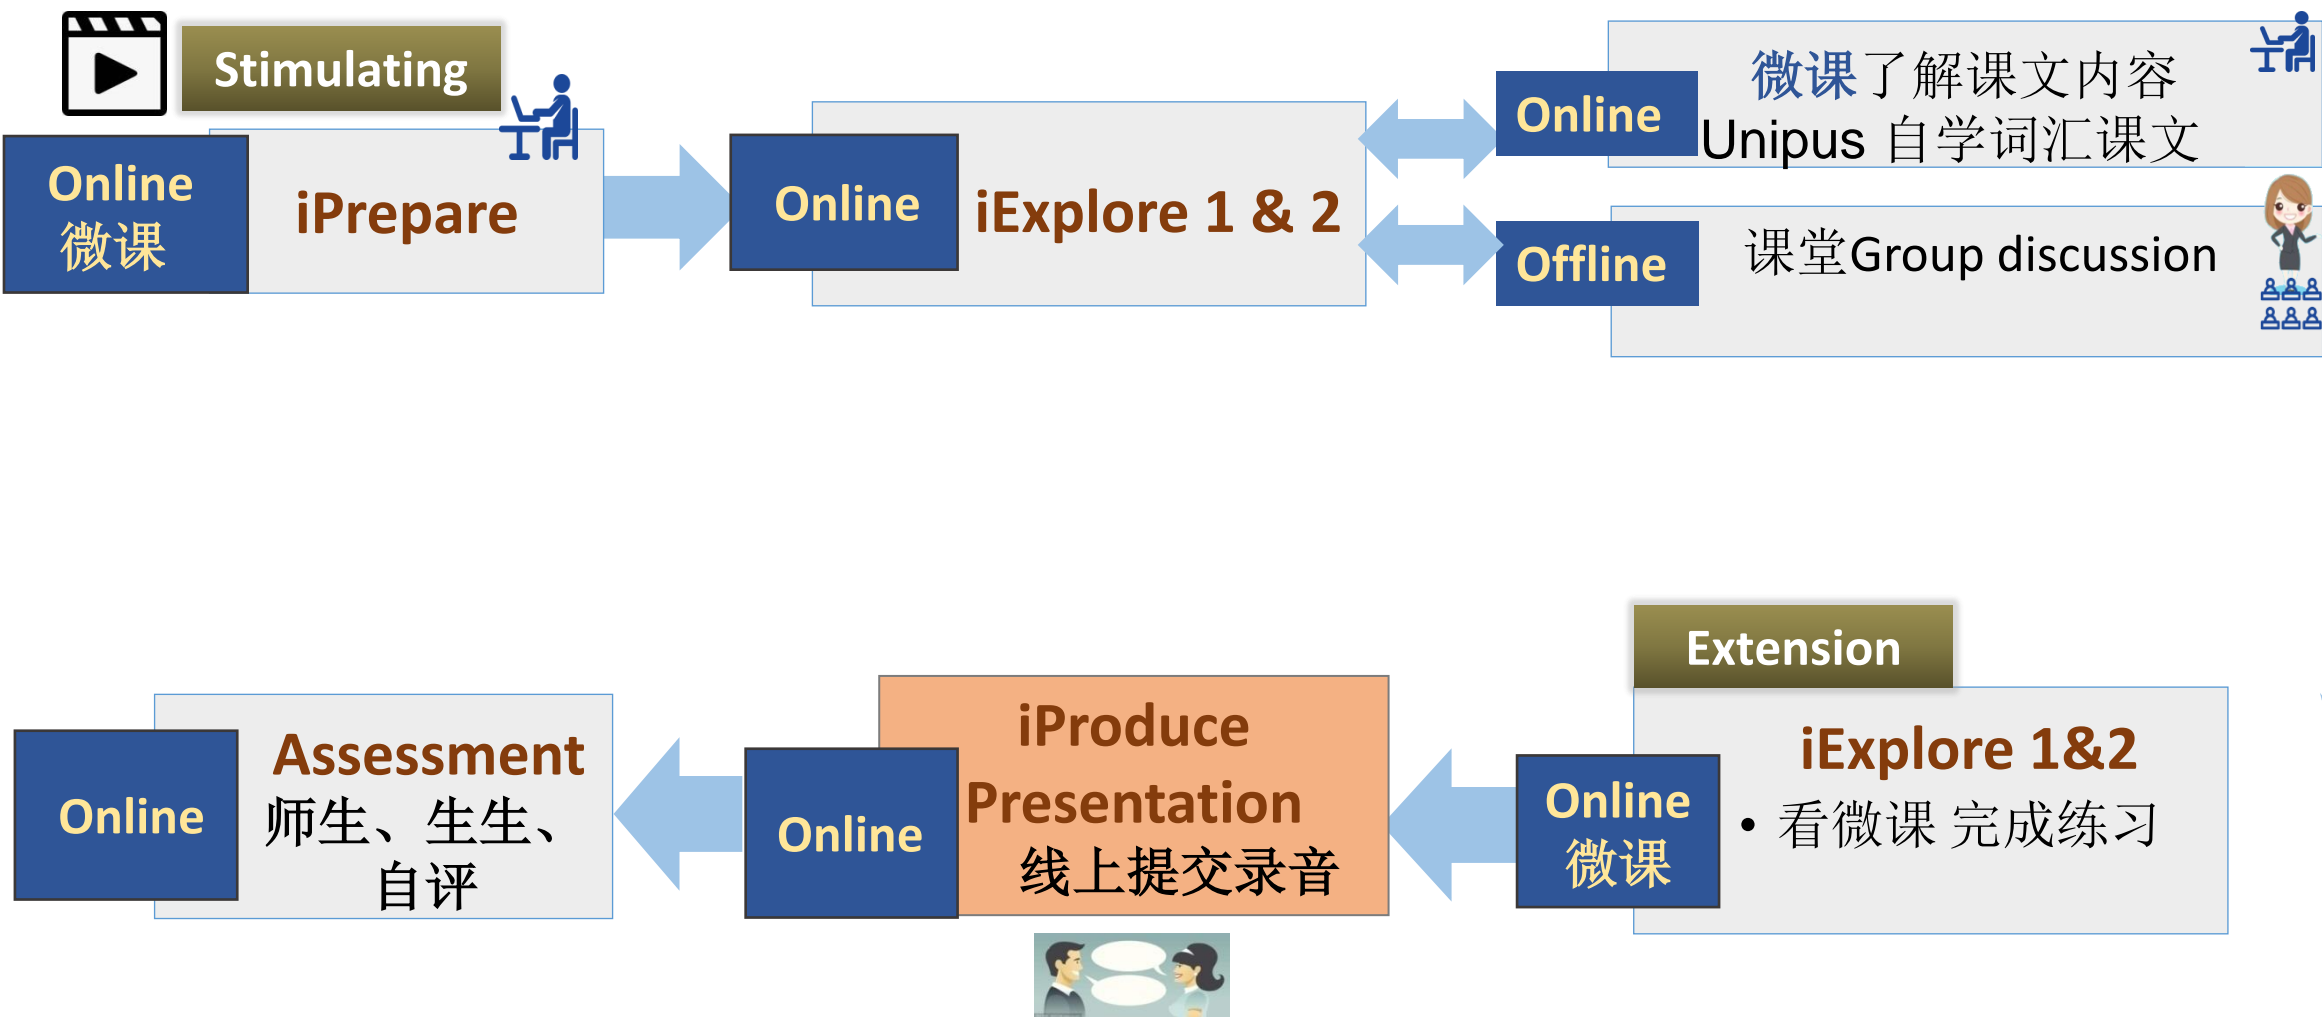 Stimulating
Online
微课
iPrepare
Online
iExplore 1 & 2
Online
微课了解课文内容
Unipus 自学词汇课文
Offline
课堂Group discussion
Extension
iExplore 1&2
Online
微课
• 看微课 完成练习
iProduce
Presentation
线上提交录音
Online
Assessment
师生、生生、
自评
Online